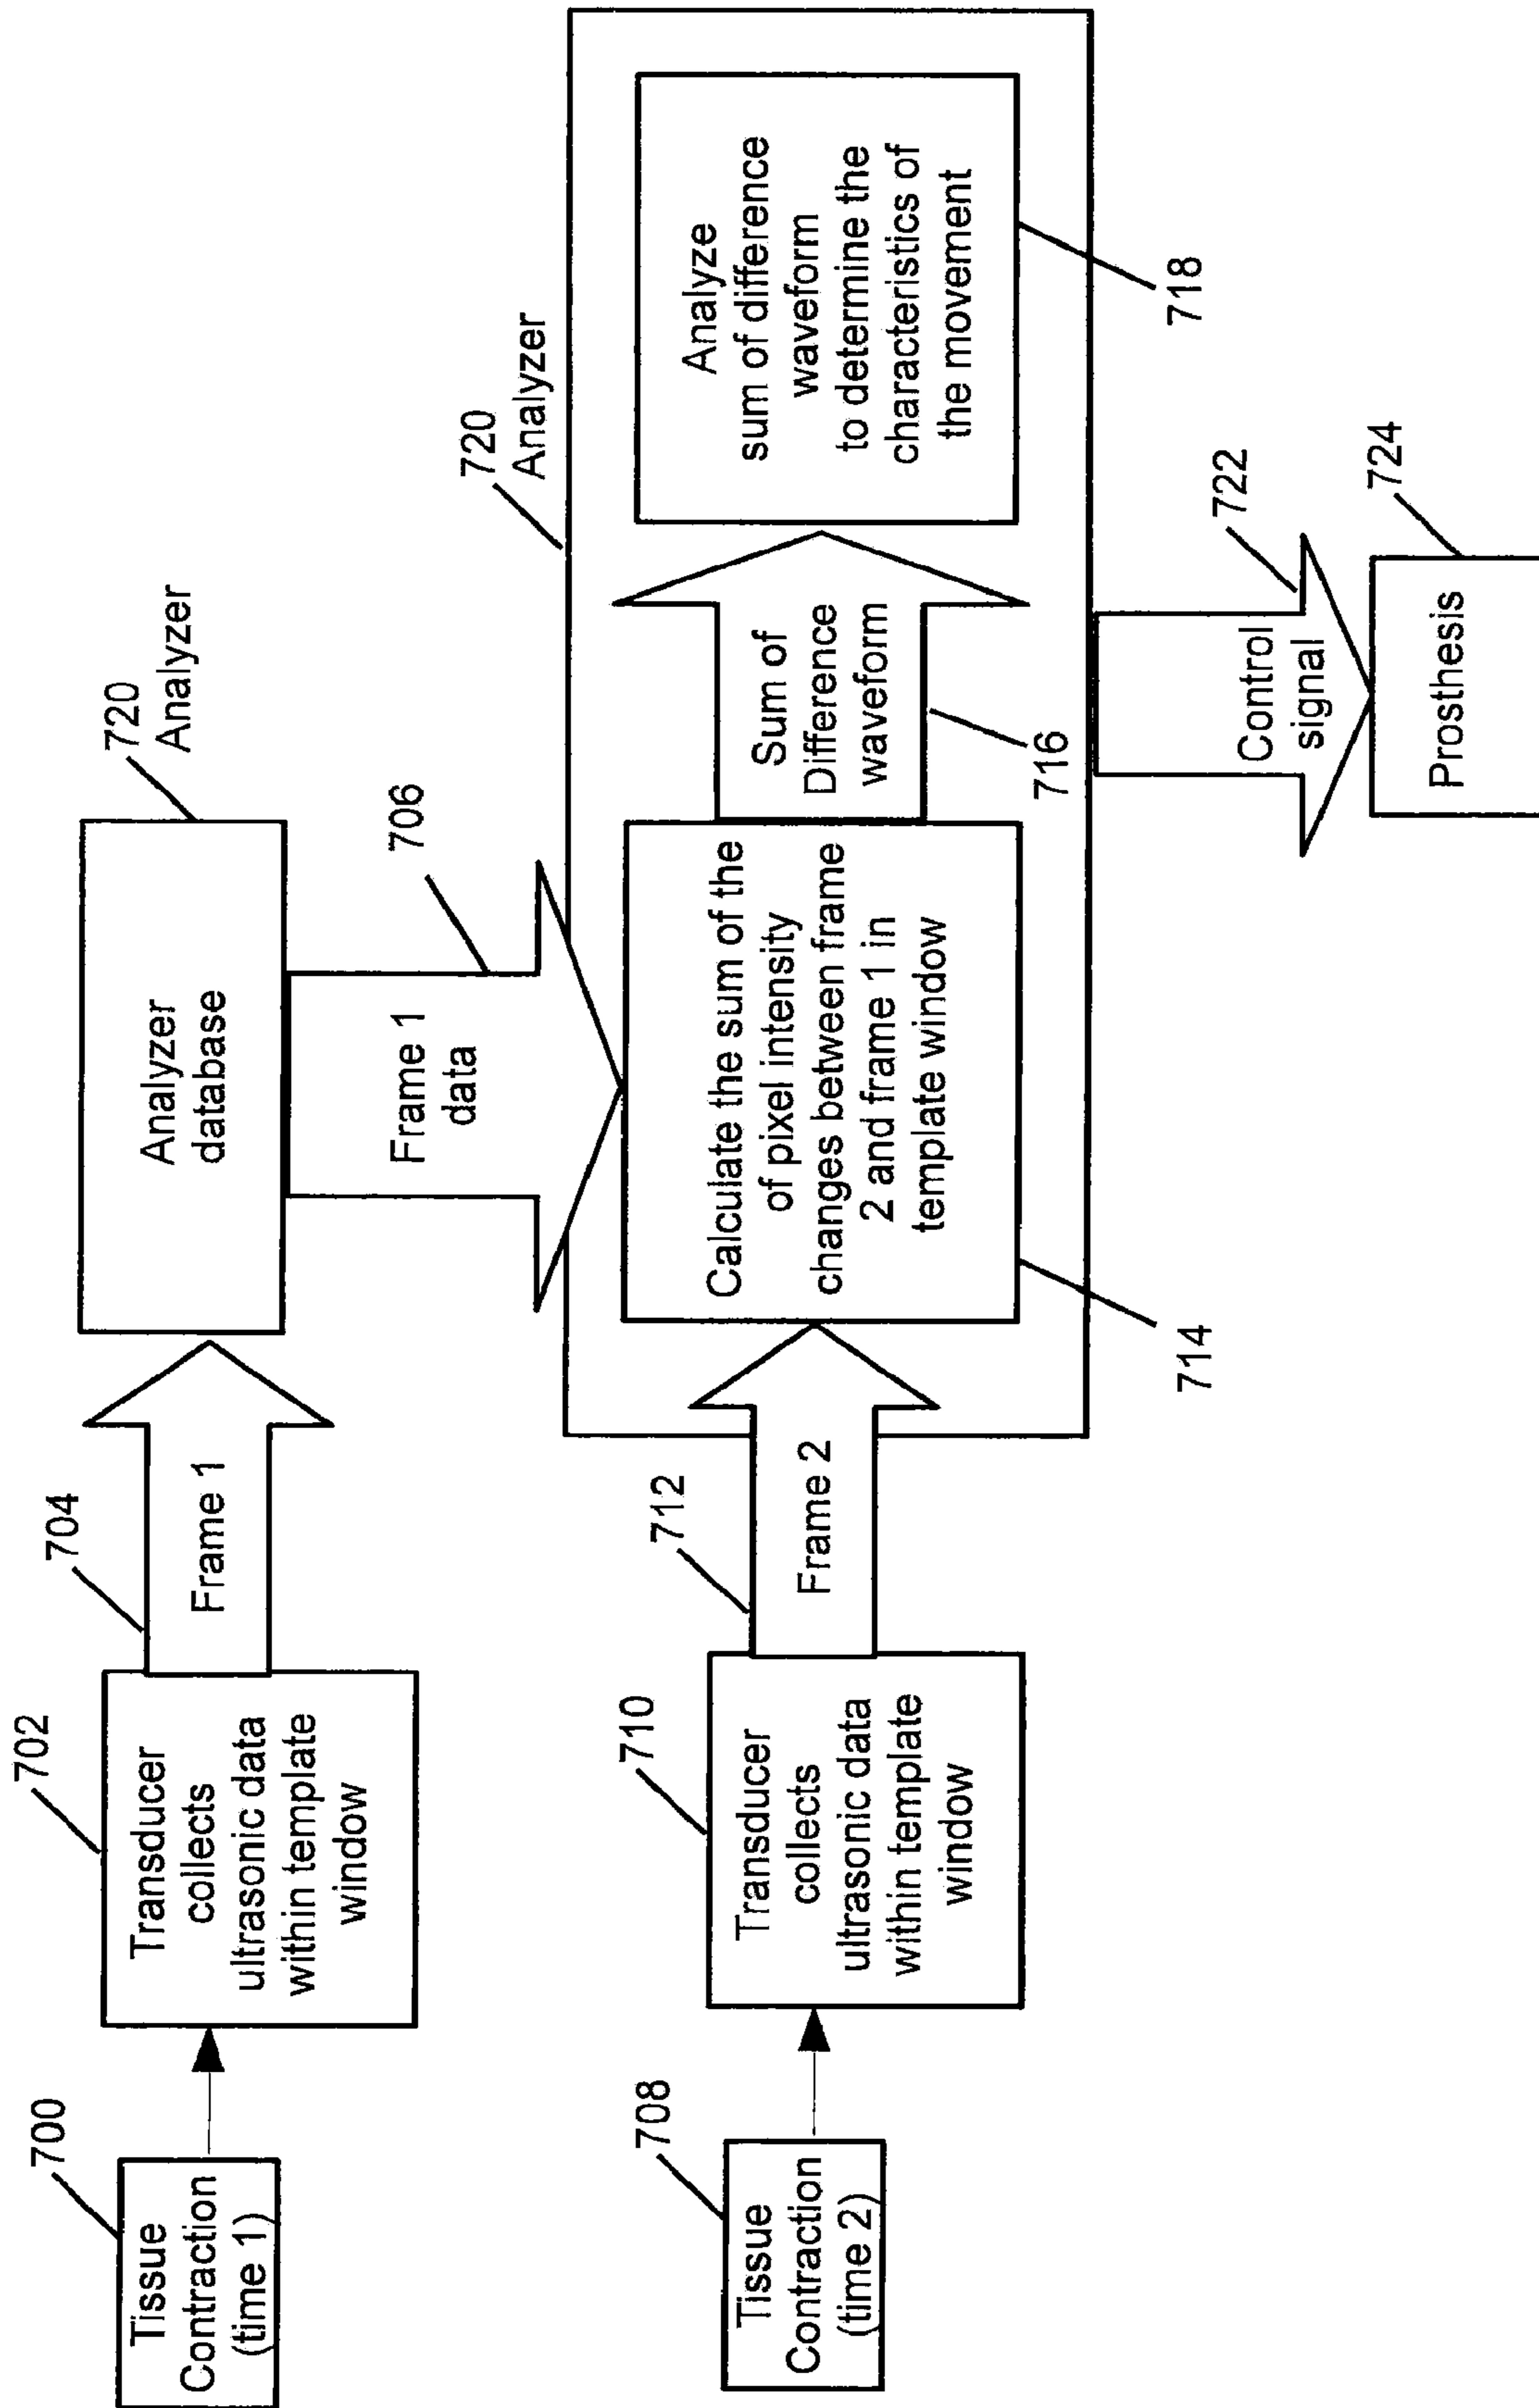 700
Tissue
Contraction
(time 1)
702
Transducer
collects
ultrasonic data
within template
window
704
Frame 1
720
Analyzer
Analyzer
database
706
Frame 1
data
708
Tissue
Contraction
(time 2)
710
Transducer
collects
ultrasonic data
within template
window
712
Frame 2
720
Analyzer
Calculate the sum of the
of pixel intensity
changes between frame
2 and frame 1 in
template window
714
Sum of
Difference
waveform
716
Analyze
sum of difference
waveform
to determine the
characteristics of
the movement
718
722
Control
signal
724
Prosthesis